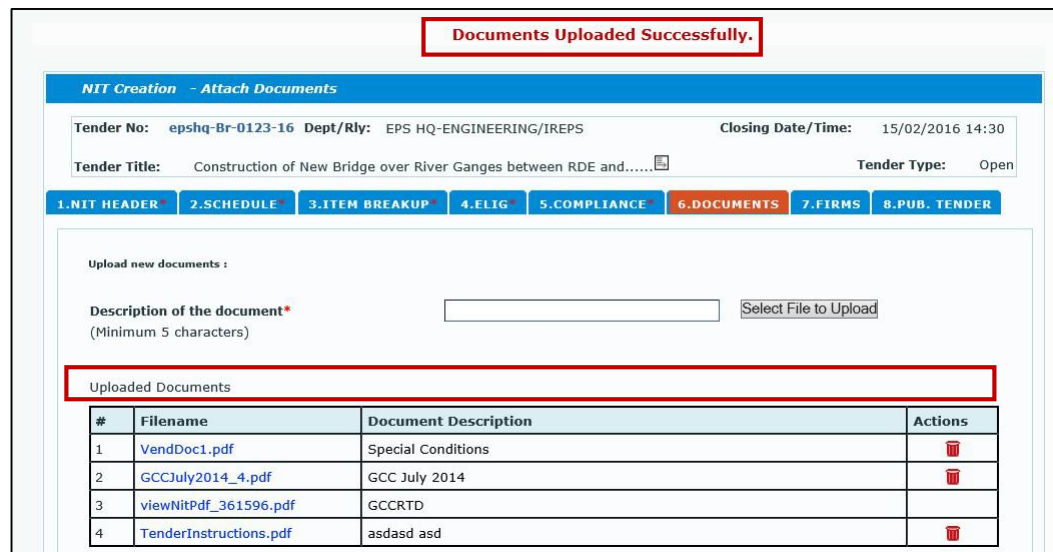 Documents Uploaded Successfully.
NIT Creation - Attach Documents
Tender No: epshq-Br-0123-16 Dept/Rly: EPS HQ-ENGINEERING/IREPS Closing Date/Time: 15/02/2016 14:30
Tender Title: Construction of New Bridge over River Ganges between RDE and...... Tender Type: Open
1.NIT HEADER* 2.SCHEDULE* 3.ITEM BREAKUP* 4.ELIG* 5.COMPLIANCE* 6.DOCUMENTS 7.FIRMS 8.PUB. TENDER
Upload new documents :
Description of the document* Select File to Upload
(Minimum 5 characters)
Uploaded Documents
# Filename Document Description Actions
1 VendDoc1.pdf Special Conditions
2 GCCJuly2014_4.pdf GCC July 2014
3 viewNitPdf_361596.pdf GCCRTD
4 TenderInstructions.pdf asdasd asd